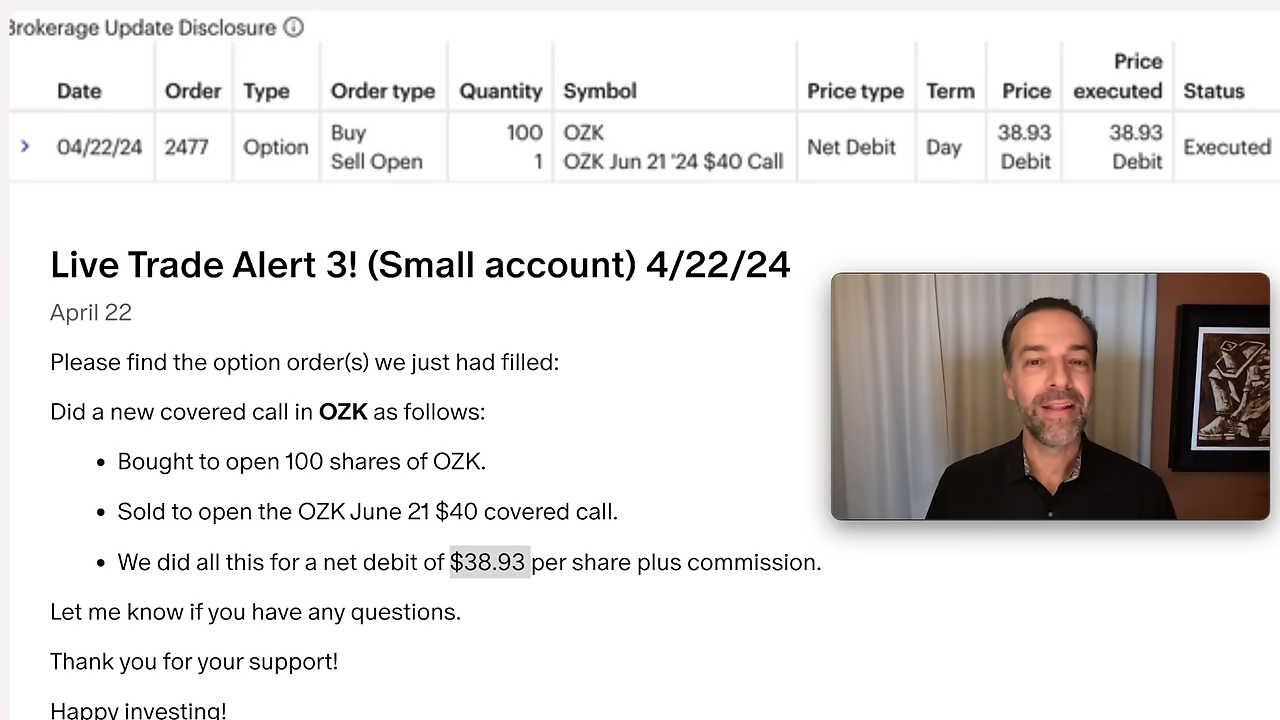 Brokerage Update Disclosure
Date Order Type Order type Quantity Symbol Price type Term Price Price executed Status
04/22/24 2477 Option Buy 100 OZK Net Debit Day 38.93 38.93 Executed
Sell Open 1 OZK Jun 21 '24 $40 Call Debit Debit
Live Trade Alert 3! (Small account) 4/22/24
April 22
Please find the option order(s) we just had filled:
Did a new covered call in OZK as follows:
• Bought to open 100 shares of OZK.
• Sold to open the OZK June 21 $40 covered call.
• We did all this for a net debit of $38.93 per share plus commission.
Let me know if you have any questions.
Thank you for your support!
Happy investing!